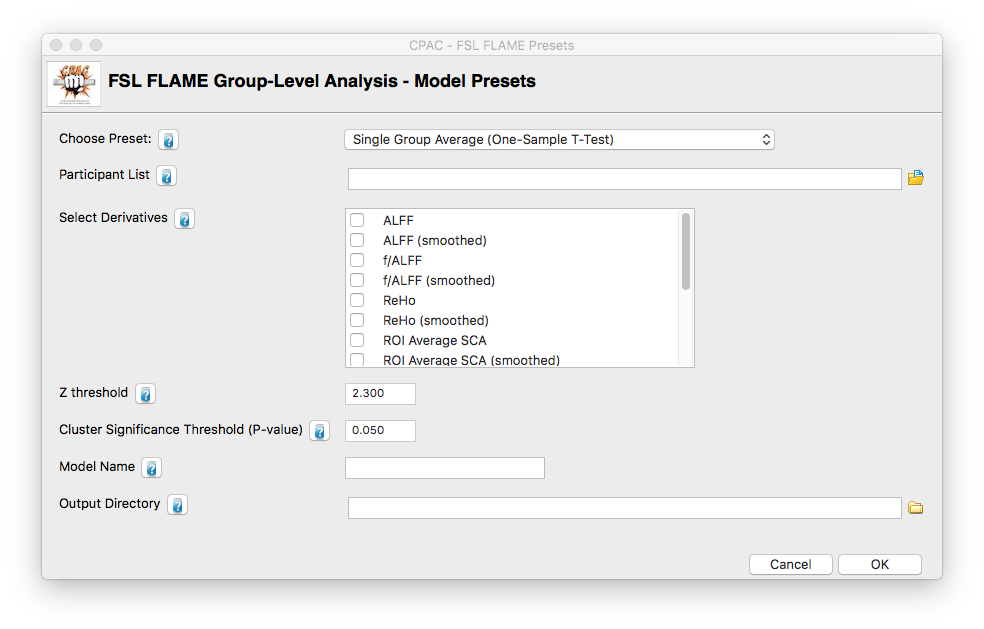 CPAC - FSL FLAME Presets
CPAC
FSL FLAME Group-Level Analysis - Model Presets
Choose Preset: ?
Single Group Average (One-Sample T-Test)
Participant List ?
Select Derivatives ?
ALFF
ALFF (smoothed)
f/ALFF
f/ALFF (smoothed)
ReHo
ReHo (smoothed)
ROI Average SCA
ROI Average SCA (smoothed)
Z threshold ? 2.300
Cluster Significance Threshold (P-value) ? 0.050
Model Name ?
Output Directory ?
Cancel OK